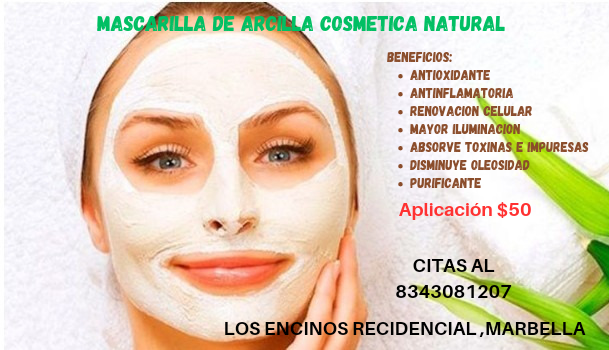 MASCARILLA DE ARCILLA COSMETICA NATURAL
BENEFICIOS:
• ANTIOXIDANTE
• ANTINFLAMATORIA
• RENOVACION CELULAR
• MAYOR ILUMINACION
• ABSORVE TOXINAS E IMPURESAS
• DISMINUYE OLEOSIDAD
• PURIFICANTE
Aplicación $50
CITAS AL
8343081207
LOS ENCINOS RECIDENCIAL ,MARBELLA